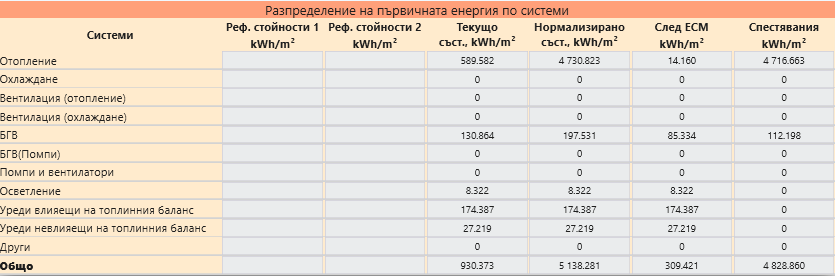 Разпределение на първичната енергия по системи
Системи Реф. стойности 1 kWh/m² Реф. стойности 2 kWh/m² Текущо съст., kWh/m² Нормализирано съст., kWh/m² След ЕСМ kWh/m² Спестявания kWh/m²
Отопление 589.582 4 730.823 14.160 4 716.663
Охлаждане 0 0 0 0
Вентилация (отопление) 0 0 0 0
Вентилация (охлаждане) 0 0 0 0
БГВ 130.864 197.531 85.334 112.198
БГВ(Помпи) 0 0 0 0
Помпи и вентилатори 0 0 0 0
Осветление 8.322 8.322 8.322 0
Уреди влияещи на топлинния баланс 174.387 174.387 174.387 0
Уреди невлияещи на топлинния баланс 27.219 27.219 27.219 0
Други 0 0 0 0
Общо 930.373 5 138.281 309.421 4 828.860